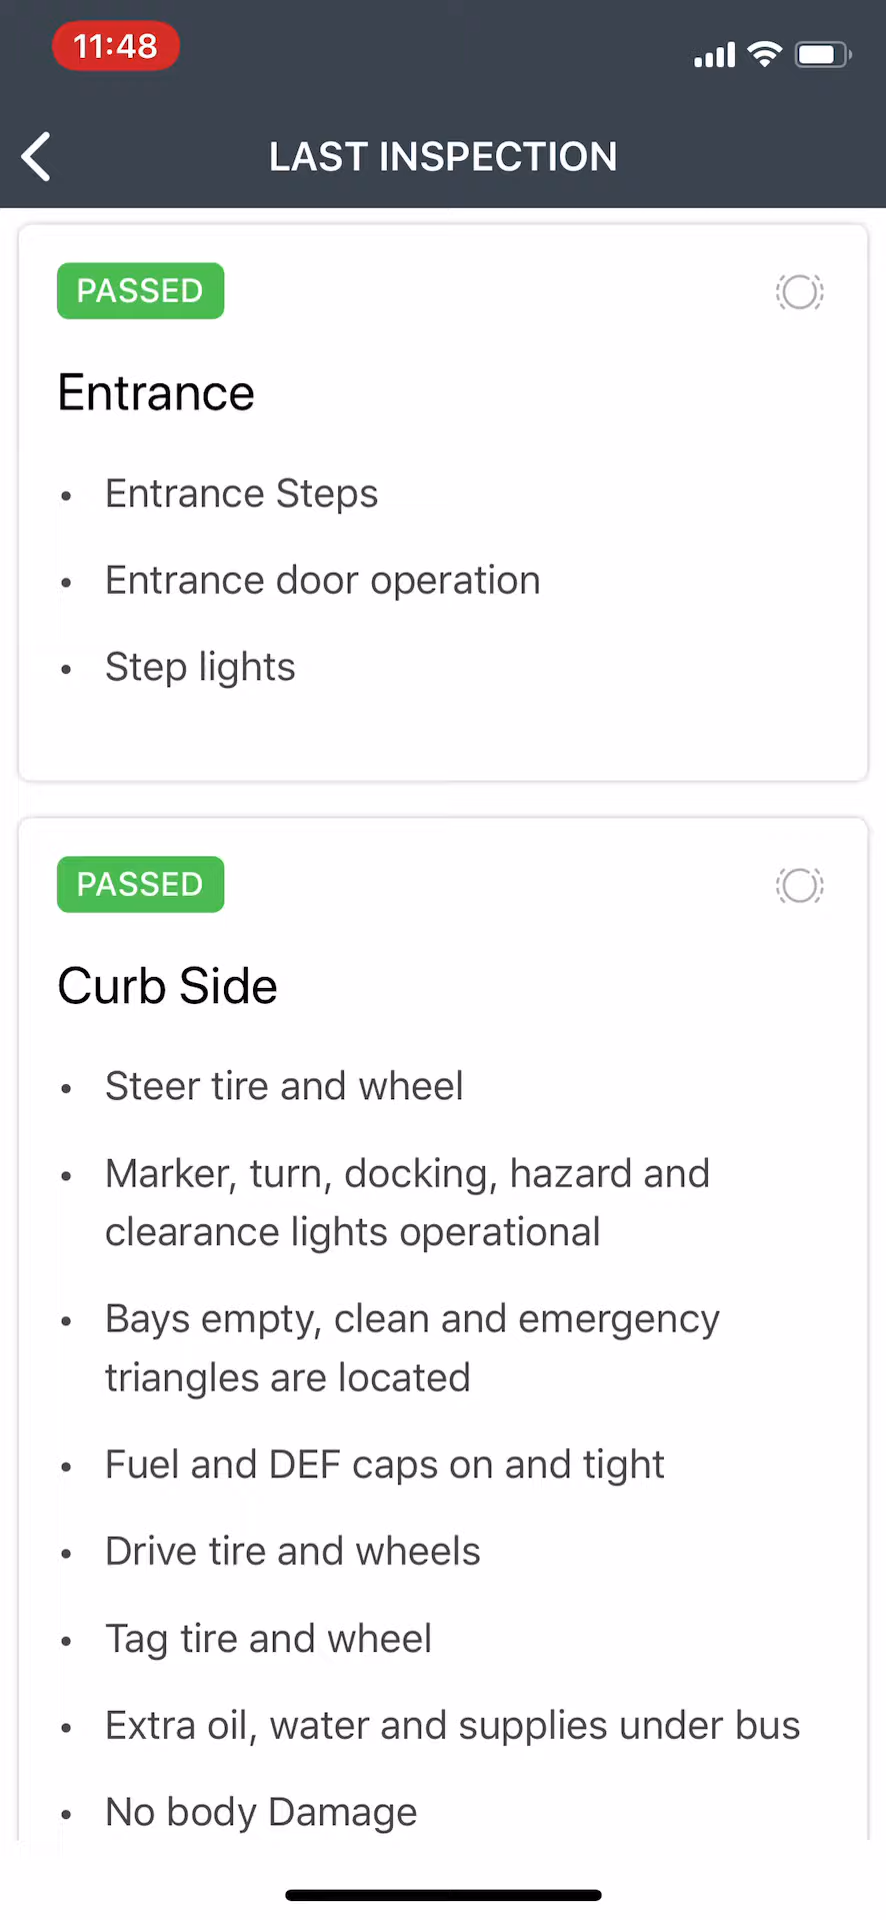 11:48
LAST INSPECTION
PASSED
Entrance
• Entrance Steps
• Entrance door operation
• Step lights
PASSED
Curb Side
• Steer tire and wheel
• Marker, turn, docking, hazard and
clearance lights operational
• Bays empty, clean and emergency
triangles are located
• Fuel and DEF caps on and tight
• Drive tire and wheels
• Tag tire and wheel
• Extra oil, water and supplies under bus
• No body Damage